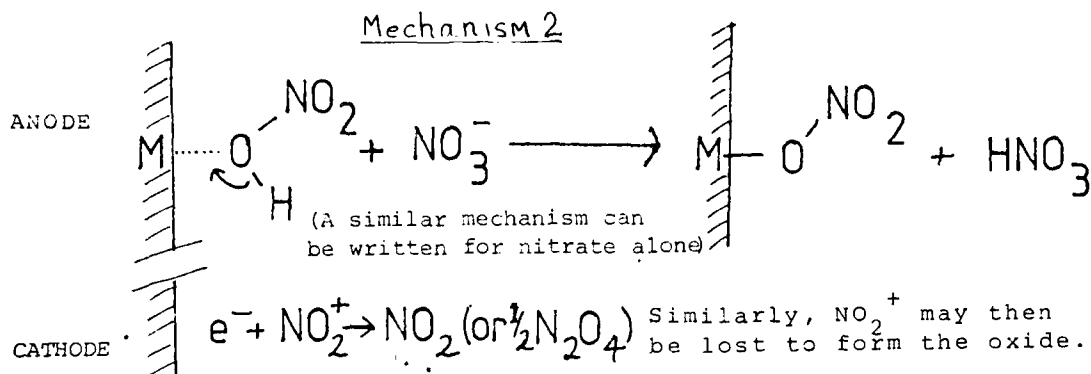 Mechanism 2
ANODE
M O NO2 H + NO3- → M—O NO2 + HNO3
(A similar mechanism can
be written for nitrate alone)
CATHODE
e- + NO2+ → NO2 (or ½N2O4) Similarly, NO2+ may then
be lost to form the oxide.